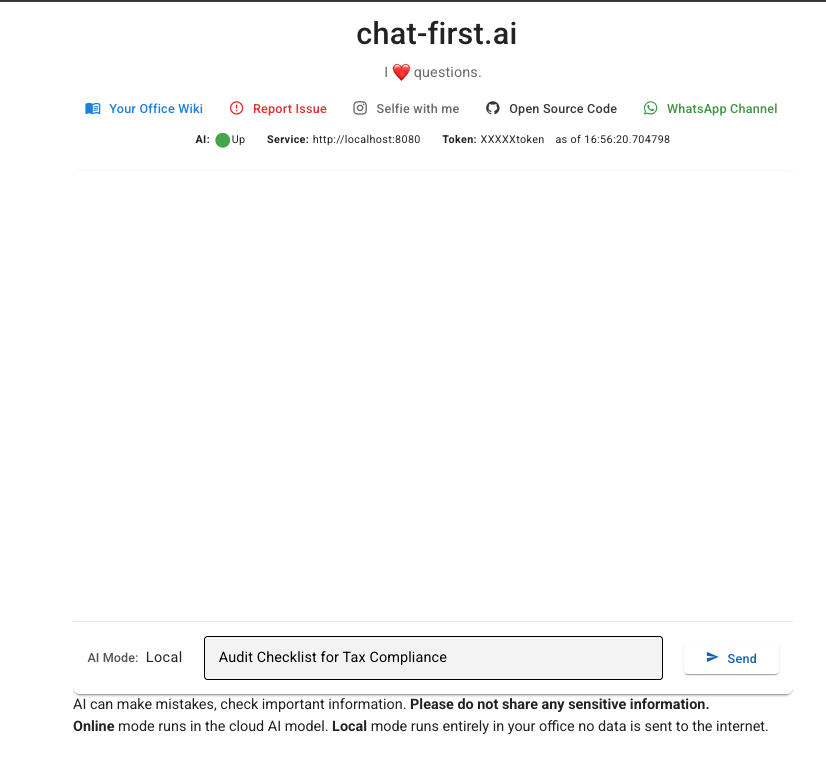 chat-first.ai
I ❤️ questions.
Your Office Wiki Report Issue Selfie with me Open Source Code WhatsApp Channel
AI: Up Service: http://localhost:8080 Token: XXXXXtoken as of 16:56:20.704798
AI Mode: Local Audit Checklist for Tax Compliance Send
AI can make mistakes, check important information. Please do not share any sensitive information.
Online mode runs in the cloud AI model. Local mode runs entirely in your office no data is sent to the internet.